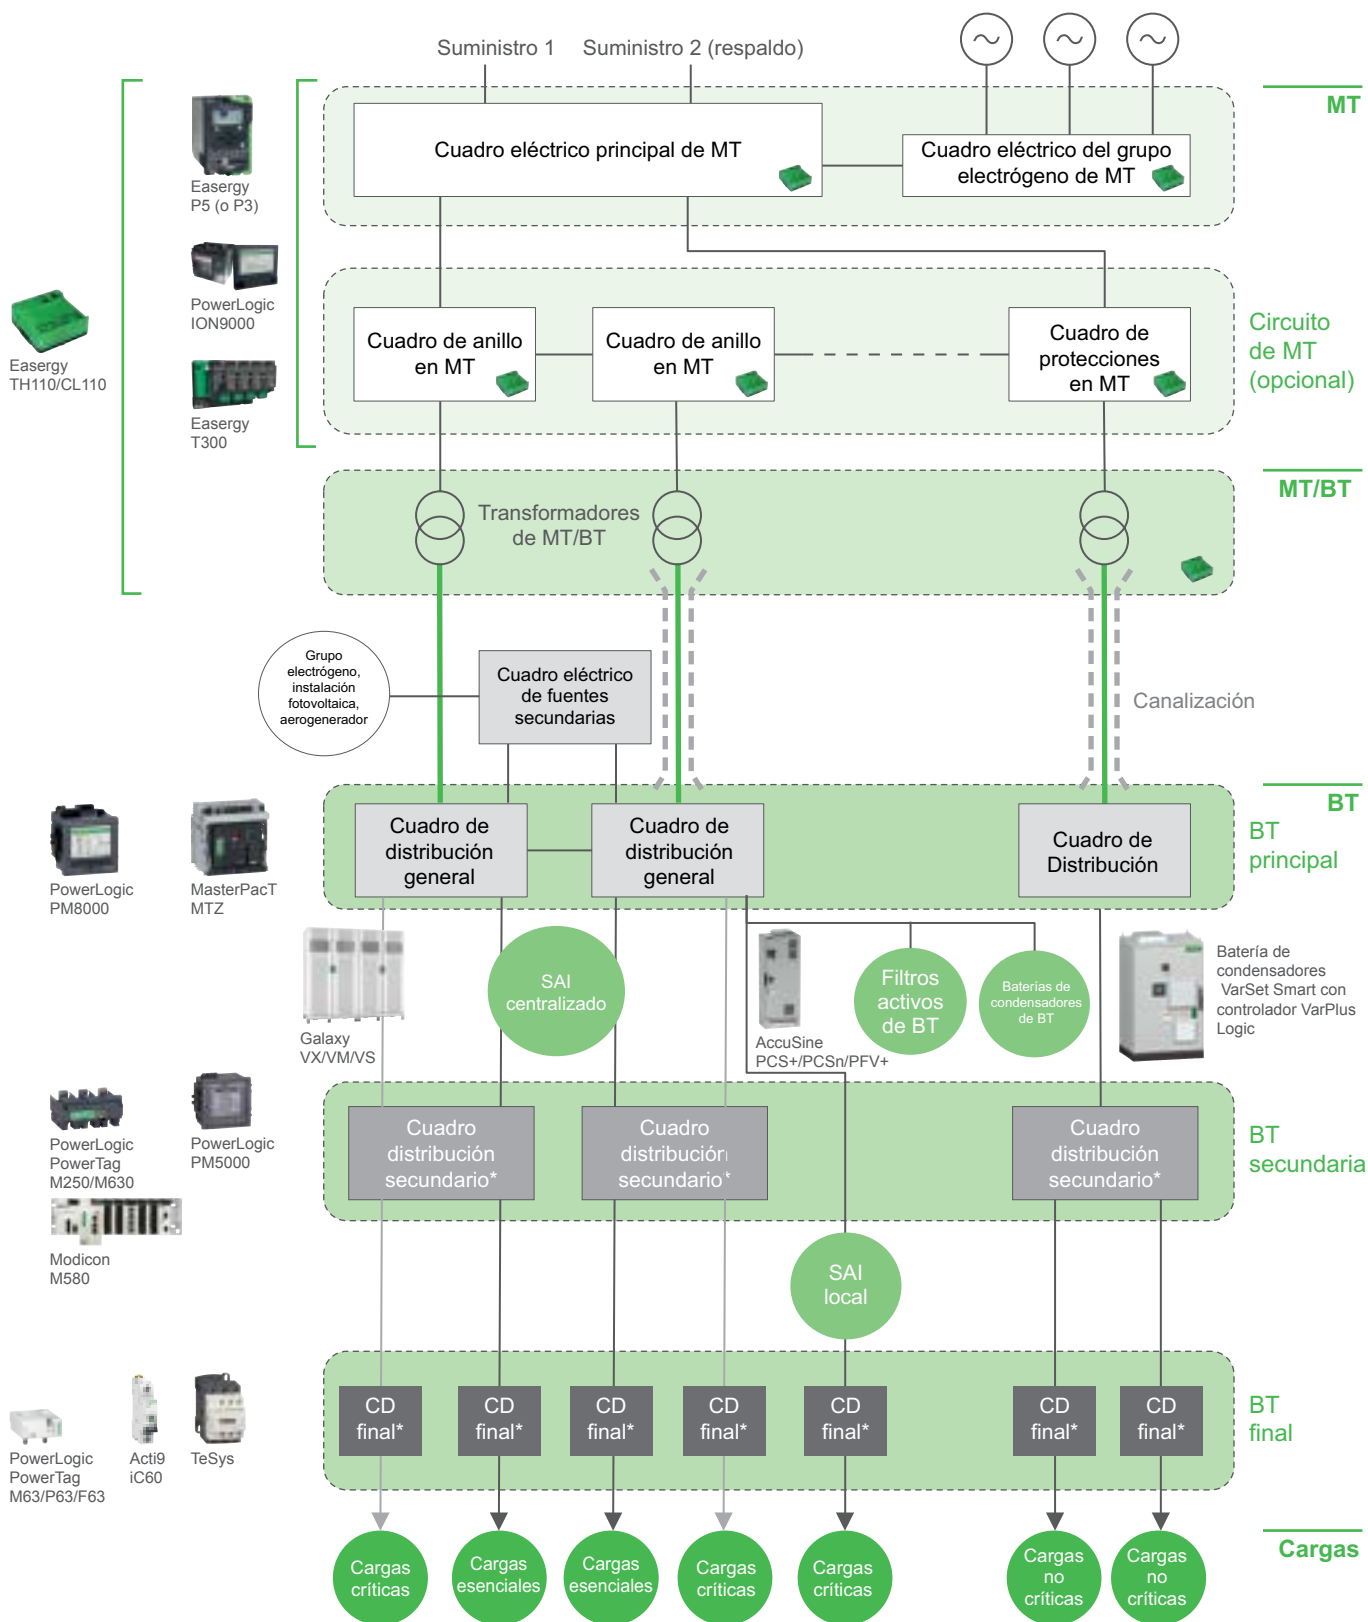 Suministro 1
Suministro 2 (respaldo)
MT
Cuadro eléctrico principal de MT
Cuadro eléctrico del grupo
electrógeno de MT
Easergy
P5 (o P3)
PowerLogic
ION9000
Easergy
TH110/CL110
Easergy
T300
Cuadro de anillo
en MT
Cuadro de anillo
en MT
Cuadro de
protecciones
en MT
Circuito
de MT
(opcional)
MT/BT
Transformadores
de MT/BT
Grupo
electrógeno,
instalación
fotovoltaica,
aerogenerador
Cuadro eléctrico
de fuentes
secundarias
Canalización
BT
BT
principal
PowerLogic
PM8000
MasterPacT
MTZ
Cuadro de
distribución
general
Cuadro de
distribución
general
Cuadro de
Distribución
Galaxy
VX/VM/VS
SAI
centralizado
AccuSine
PCS+/PCSn/PFV+
Filtros
activos
de BT
Baterías de
condensadores
de BT
Batería de
condensadores
VarSet Smart con
controlador VarPlus
Logic
PowerLogic
PowerTag
M250/M630
PowerLogic
PM5000
Modicon
M580
Cuadro
distribución
secundario*
Cuadro
distribución
secundario*
Cuadro
distribución
secundario*
BT
secundaria
SAI
local
PowerLogic
PowerTag
M63/P63/F63
Acti9
iC60
TeSys
CD
final*
CD
final*
CD
final*
CD
final*
CD
final*
CD
final*
CD
final*
BT
final
Cargas
críticas
Cargas
esenciales
Cargas
esenciales
Cargas
críticas
Cargas
críticas
Cargas
no
críticas
Cargas
no
críticas
Cargas